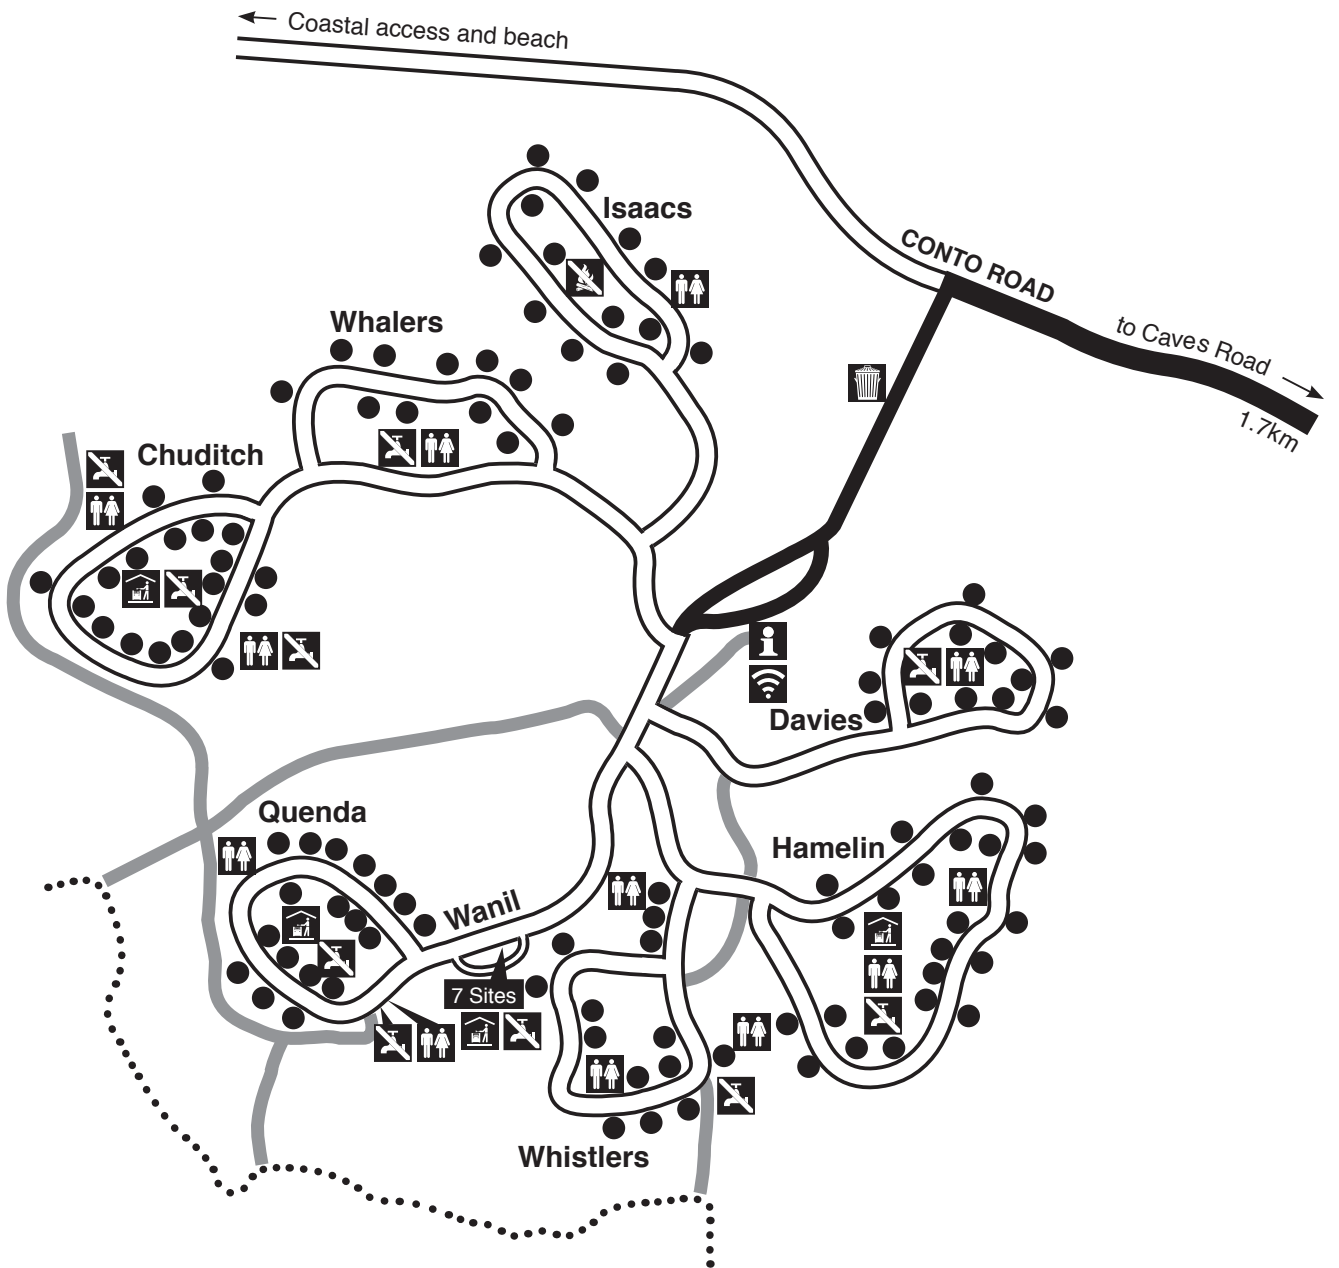 Coastal access and beach
Isaacs
CONTO ROAD
Whalers
to Caves Road
1.7km
Chuditch
Davies
Quenda
Hamelin
Wanil
7 Sites
Whistlers